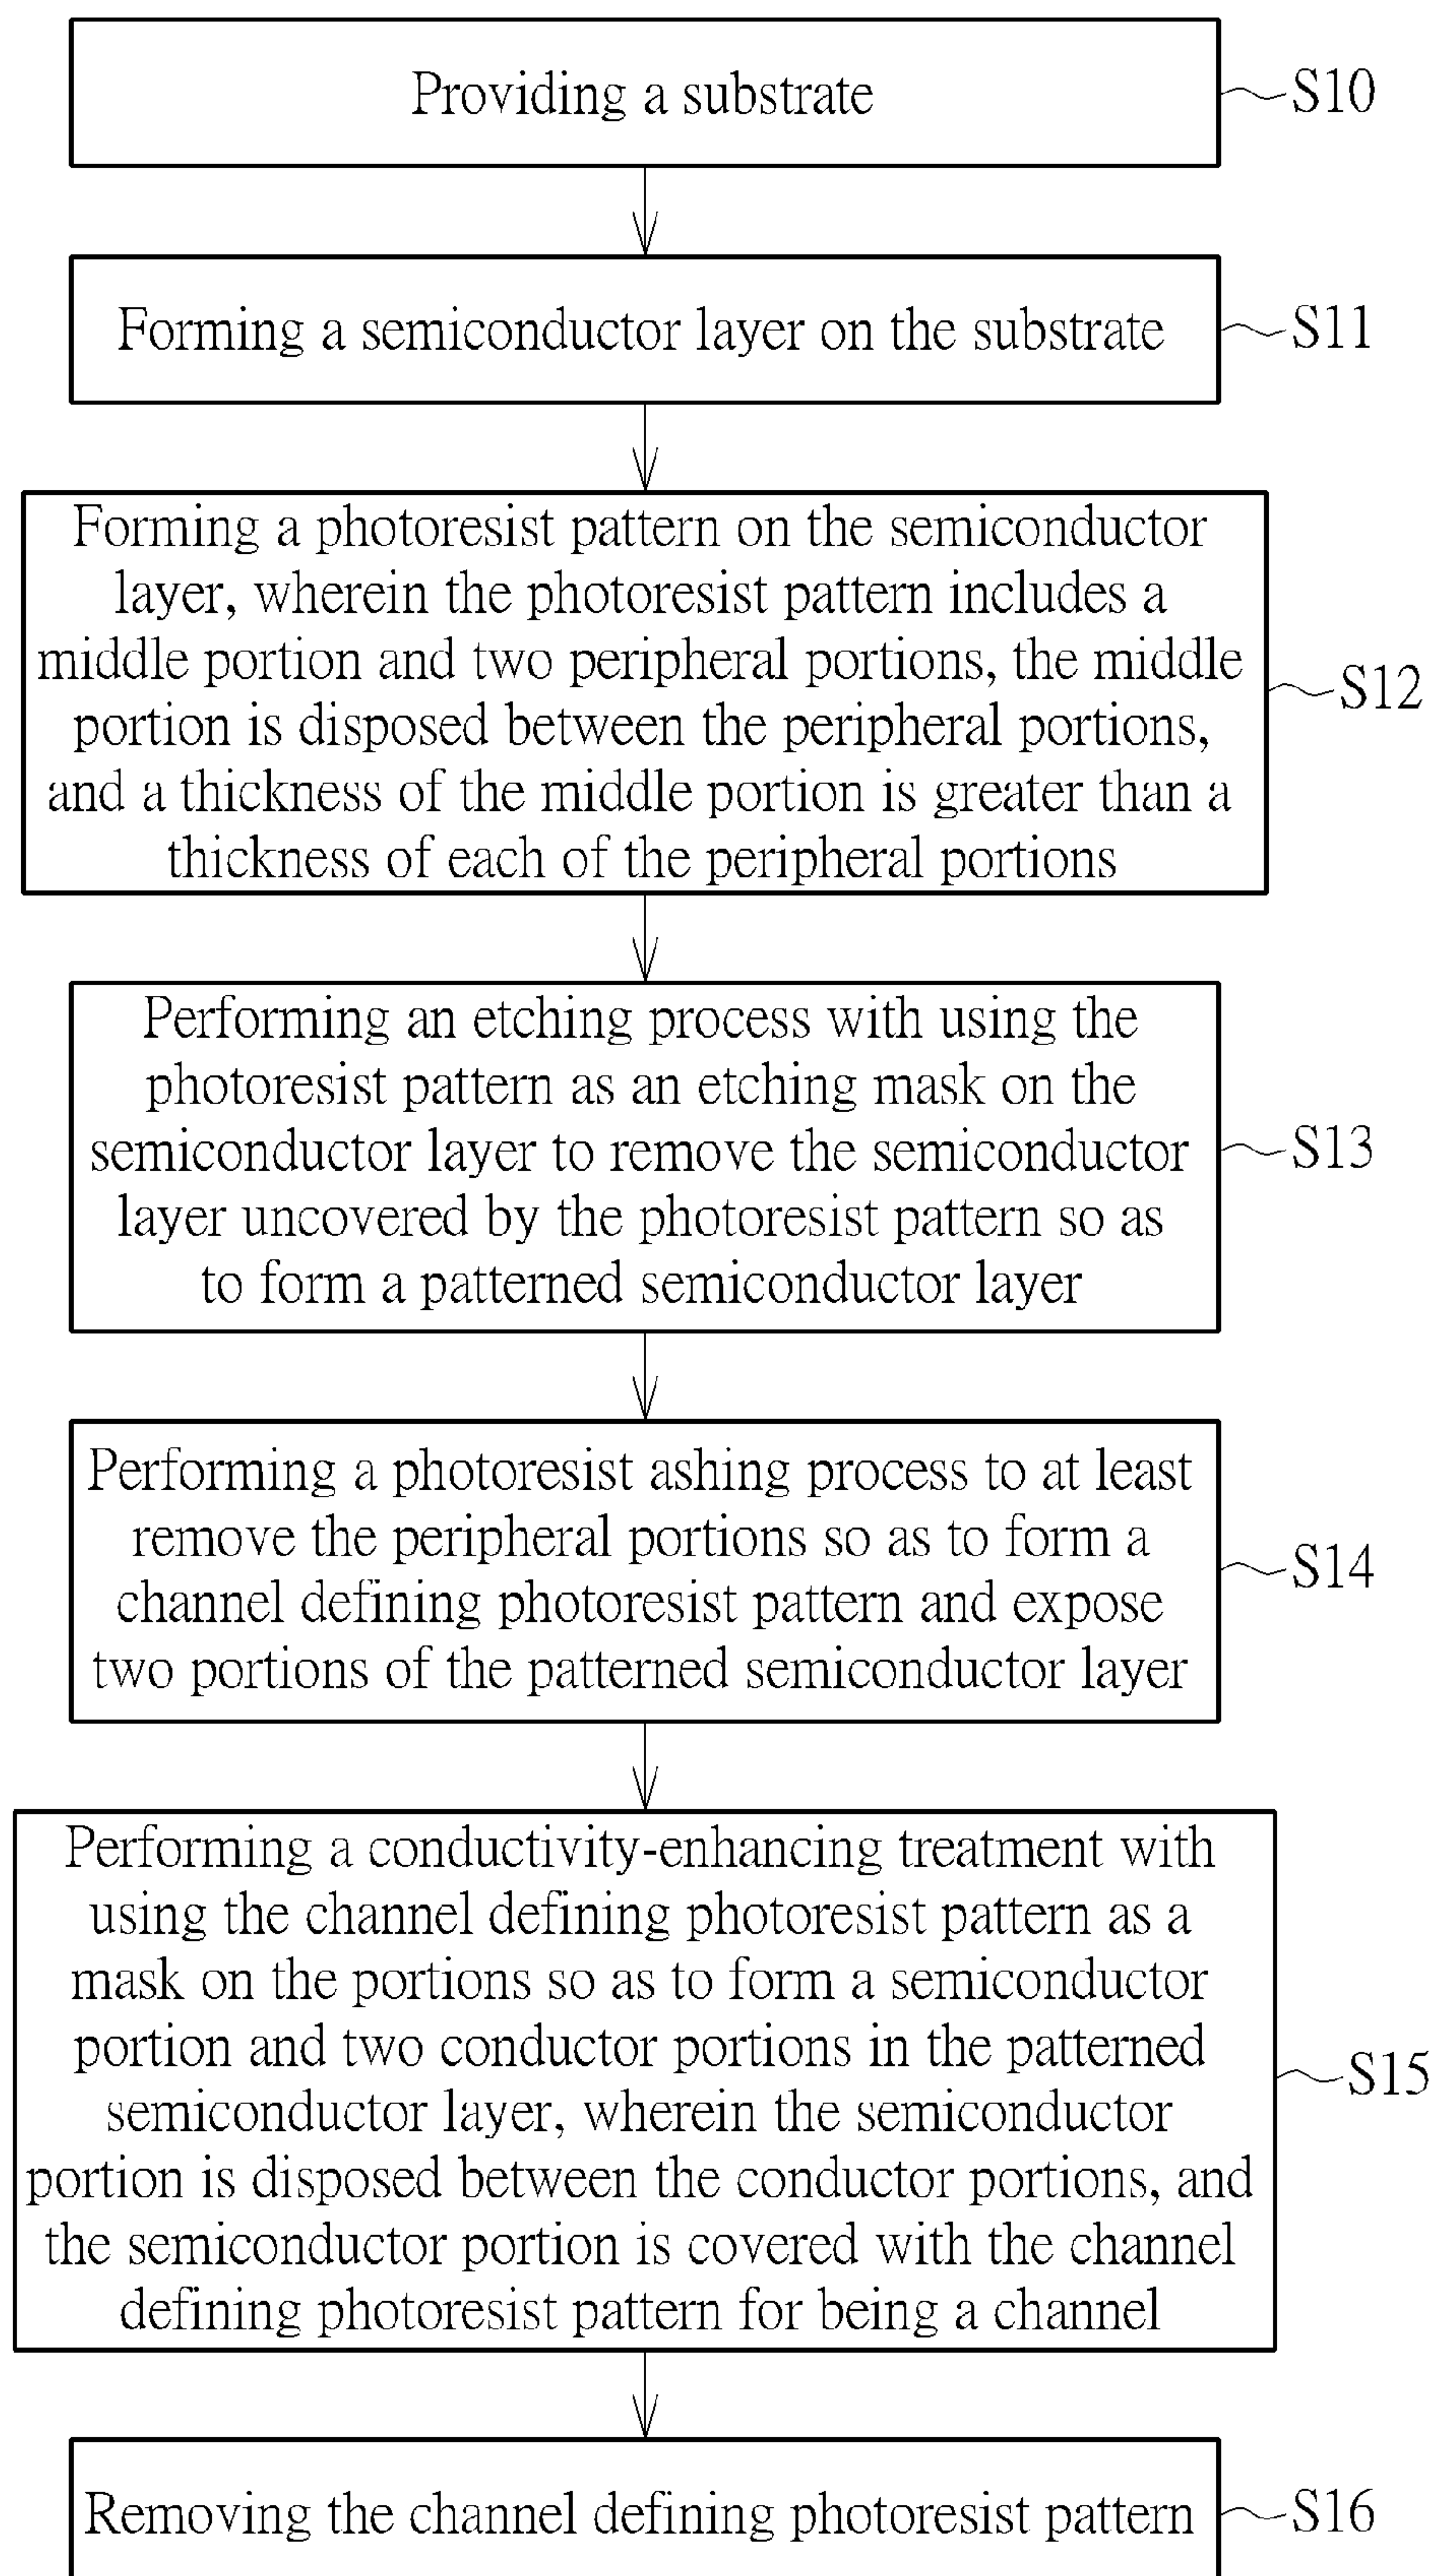 Providing a substrate
S10
Forming a semiconductor layer on the substrate
S11
Forming a photoresist pattern on the semiconductor
layer, wherein the photoresist pattern includes a
middle portion and two peripheral portions, the middle
portion is disposed between the peripheral portions,
and a thickness of the middle portion is greater than a
thickness of each of the peripheral portions
S12
Performing an etching process with using the
photoresist pattern as an etching mask on the
semiconductor layer to remove the semiconductor
layer uncovered by the photoresist pattern so as
to form a patterned semiconductor layer
S13
Performing a photoresist ashing process to at least
remove the peripheral portions so as to form a
channel defining photoresist pattern and expose
two portions of the patterned semiconductor layer
S14
Performing a conductivity-enhancing treatment with
using the channel defining photoresist pattern as a
mask on the portions so as to form a semiconductor
portion and two conductor portions in the patterned
semiconductor layer, wherein the semiconductor
portion is disposed between the conductor portions, and
the semiconductor portion is covered with the channel
defining photoresist pattern for being a channel
S15
Removing the channel defining photoresist pattern
S16